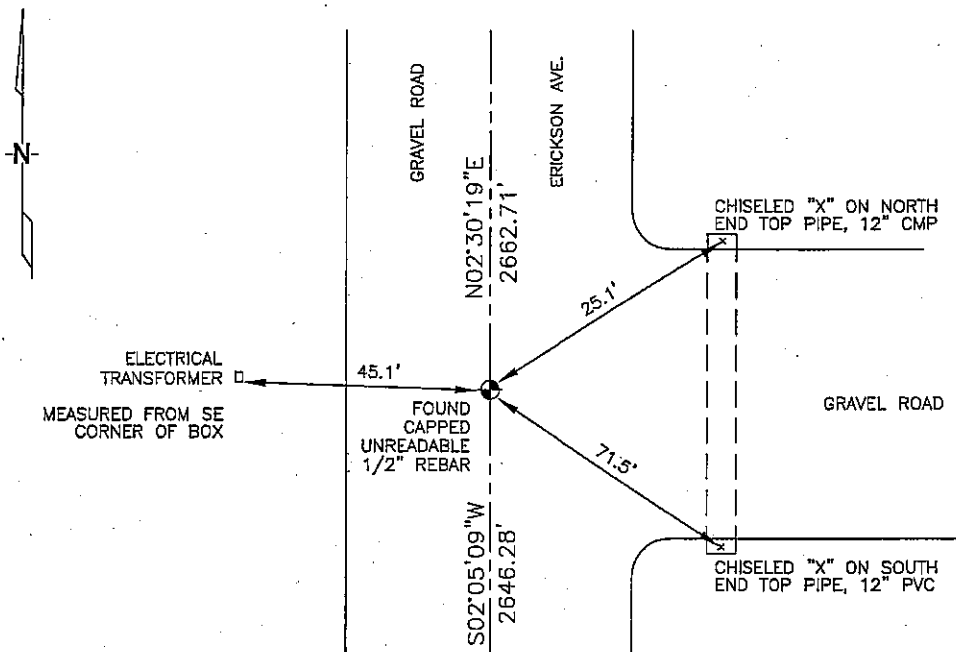 N
GRAVEL ROAD
ERICKSON AVE.
N02°30'19"E
2662.71'
CHISELED "X" ON NORTH
END TOP PIPE, 12" CMP
25.1'
ELECTRICAL
TRANSFORMER
45.1'
MEASURED FROM SE
CORNER OF BOX
FOUND
CAPPED
UNREADABLE
1/2" REBAR
GRAVEL ROAD
71.5'
S02°05'09"W
2646.28'
CHISELED "X" ON SOUTH
END TOP PIPE, 12" PVC